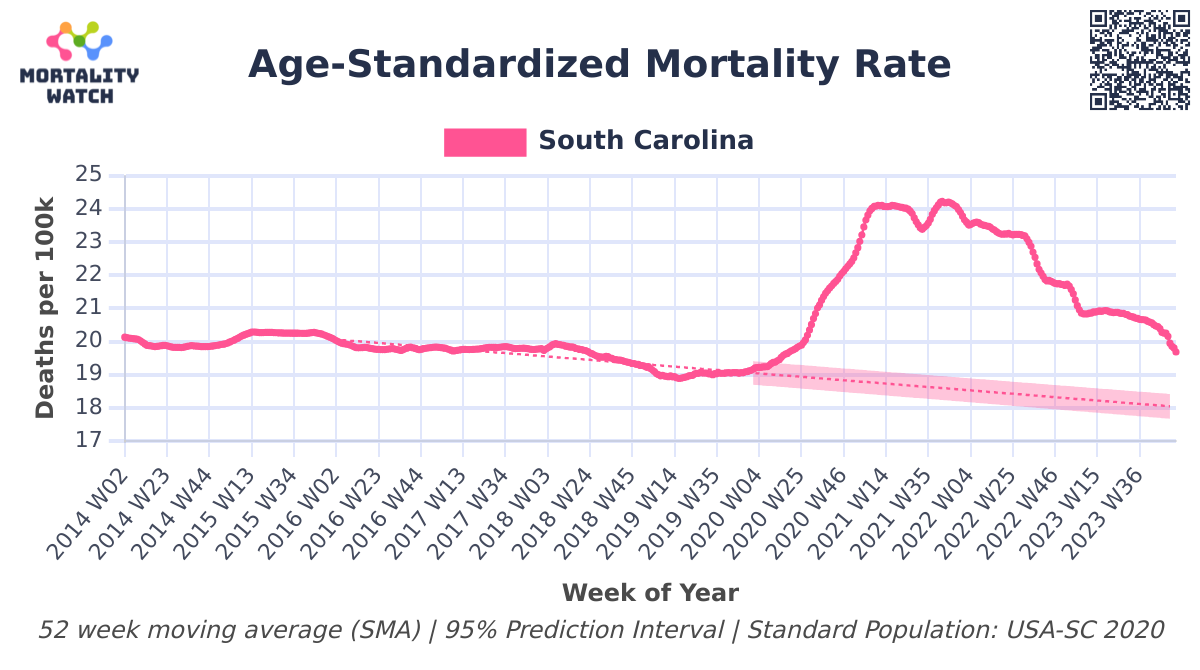 MORTALITY
WATCH
Age-Standardized Mortality Rate
South Carolina
Deaths per 100k
25
24
23
22
21
20
19
18
17
2014 W02
2014 W23
2014 W44
2015 W13
2015 W34
2016 W02
2016 W23
2016 W44
2017 W13
2017 W34
2018 W03
2018 W24
2018 W45
2019 W14
2019 W35
2020 W04
2020 W25
2020 W46
2021 W14
2021 W35
2022 W04
2022 W25
2022 W46
2023 W15
2023 W36
Week of Year
52 week moving average (SMA) | 95% Prediction Interval | Standard Population: USA-SC 2020